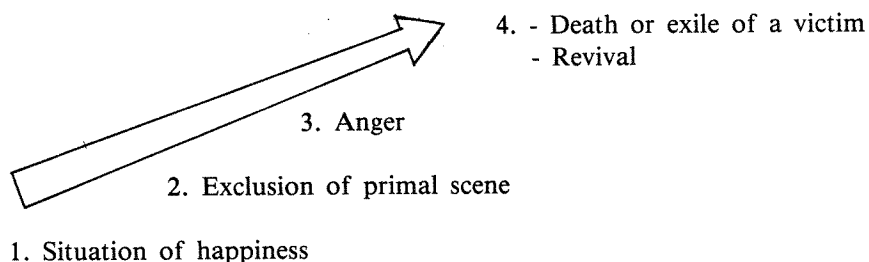 4. - Death or exile of a victim
- Revival
3. Anger
2. Exclusion of primal scene
1. Situation of happiness